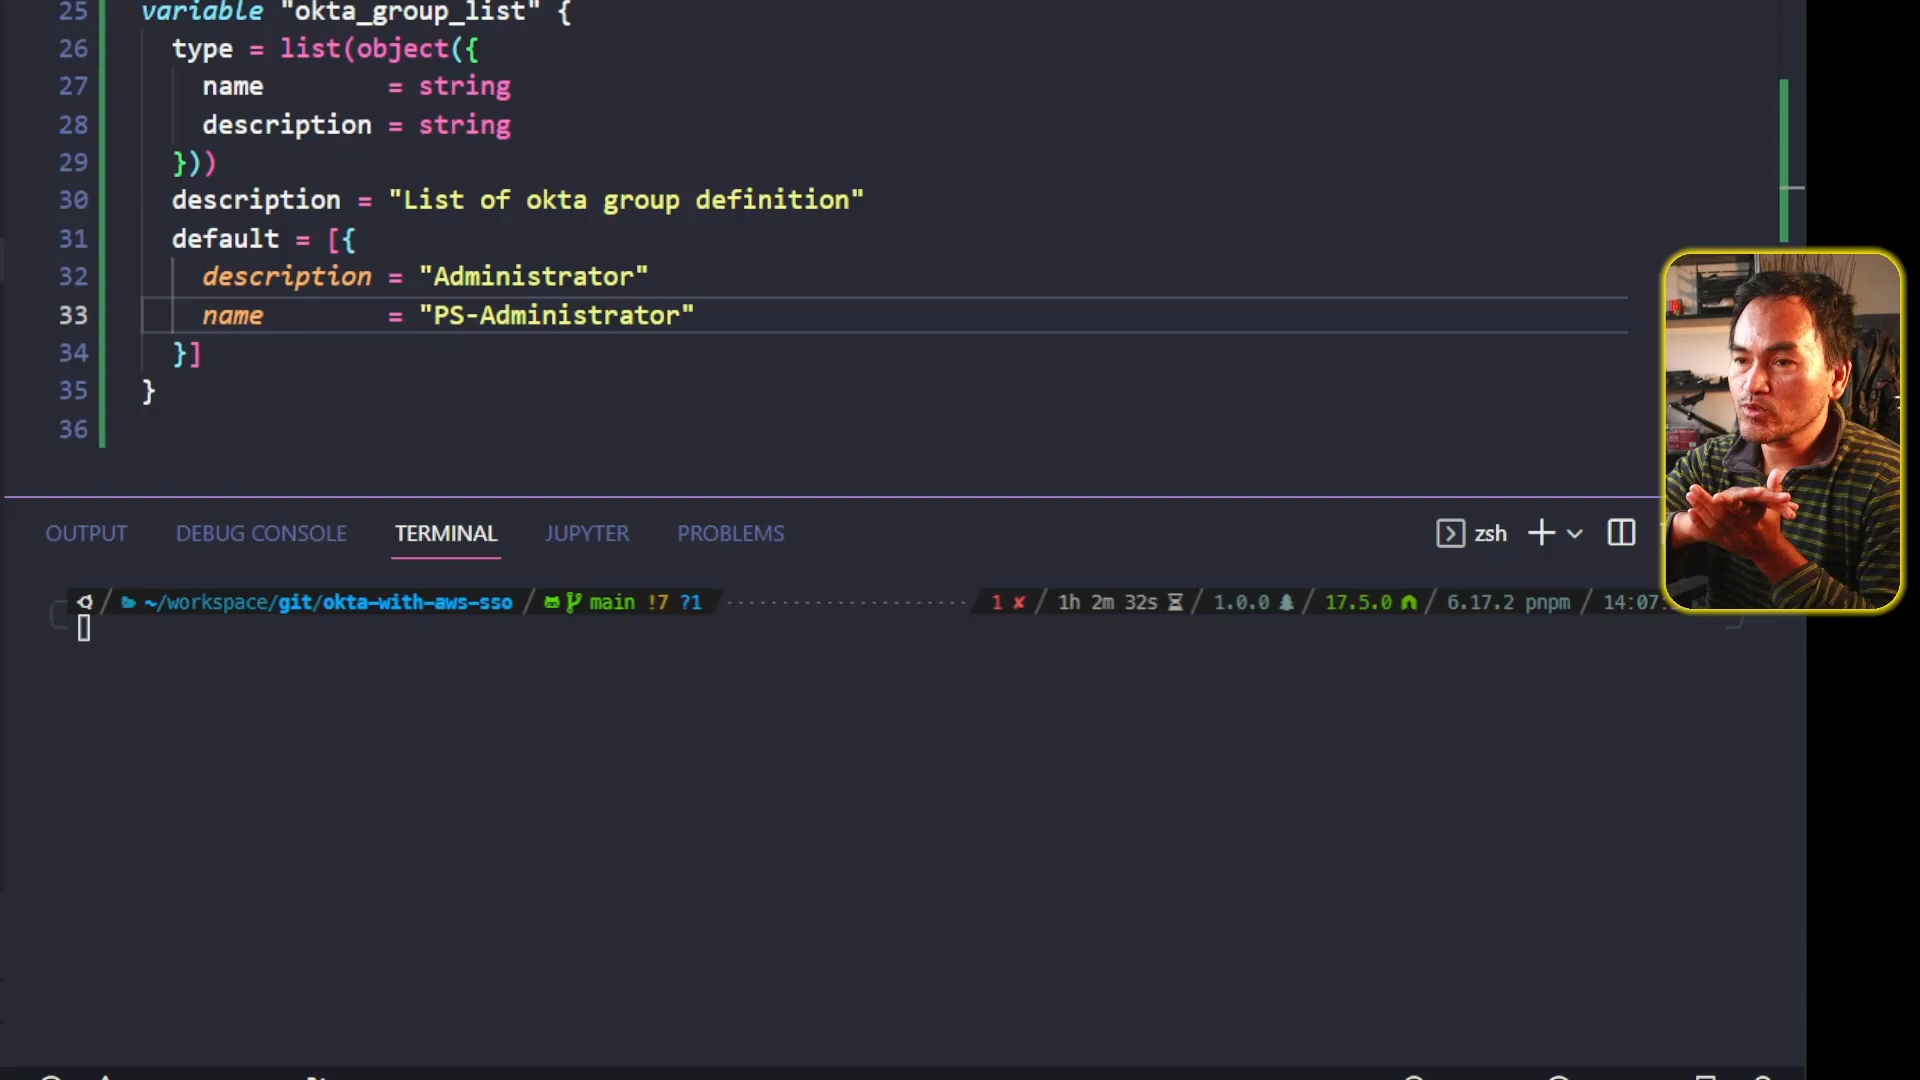 25 variable "okta_group_list" {
26 type = list(object({
27 name = string
28 description = string
29 }))
30 description = "List of okta group definition"
31 default = [{
32 description = "Administrator"
33 name = "PS-Administrator"
34 }]
35 }
36
OUTPUT DEBUG CONSOLE TERMINAL JUPYTER PROBLEMS zsh
~/workspace/git/okta-with-aws-sso / main !7 ?1 1 ✘ / 1h 2m 32s / 1.0.0 / 17.5.0 / 6.17.2 pnpm / 14:07: